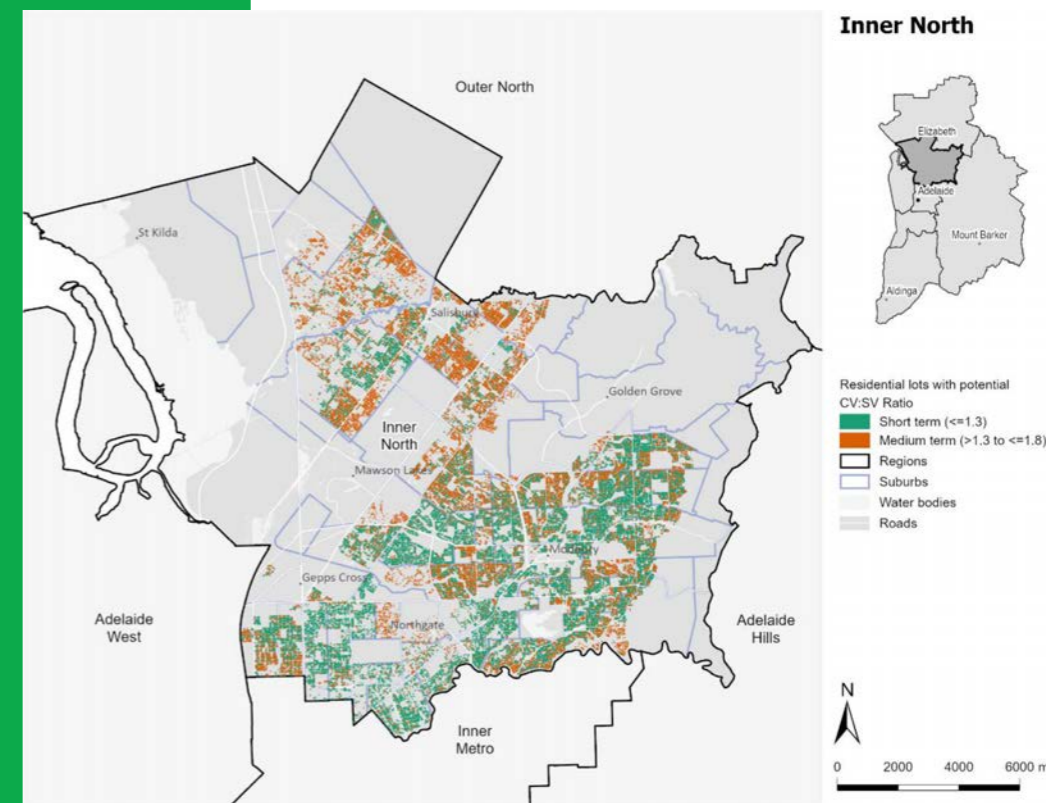 Inner North
Outer North
Elizabeth
Adelaide
Mount Barker
Aldinga
St Kilda
Salisbury
Golden Grove
Inner
North
Mawson Lakes
Modbury
Gepps Cross
Northgate
Adelaide
West
Adelaide
Hills
Inner
Metro
Residential lots with potential
CV:SV Ratio
Short term (<=1.3)
Medium term (>1.3 to <=1.8)
Regions
Suburbs
Water bodies
Roads
N
0 2000 4000 6000 m